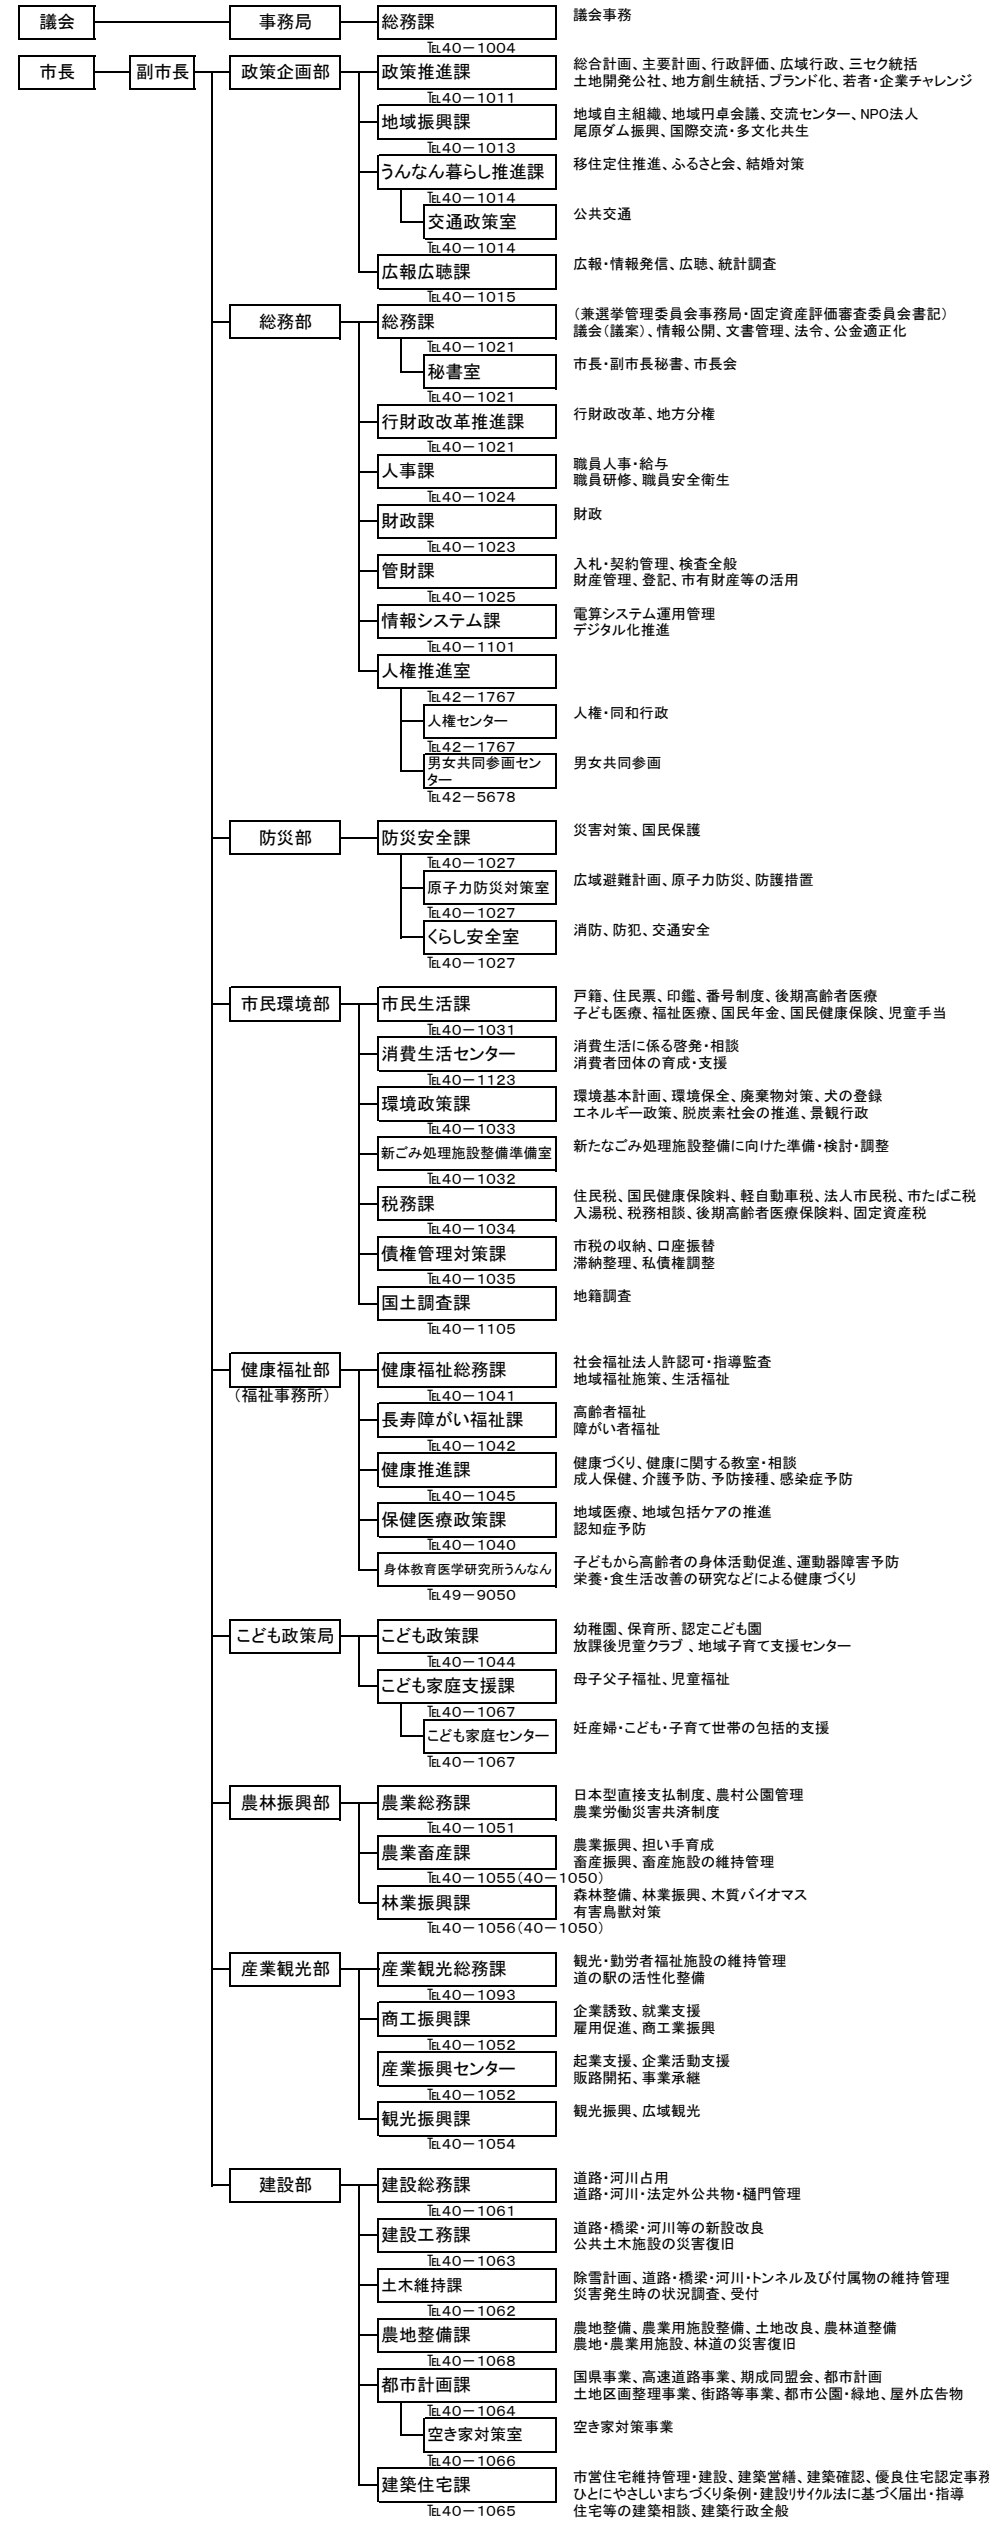 議会
事務局
総務課
議会事務
℡40－1004
市長
副市長
政策企画部
政策推進課
総合計画、主要計画、行政評価、広域行政、三セク統括
土地開発公社、地方創生統括、ブランド化、若者・企業チャレンジ
℡40－1011
地域振興課
地域自主組織、地域円卓会議、交流センター、NPO法人
尾原ダム振興、国際交流・多文化共生
℡40－1013
うんなん暮らし推進課
移住定住推進、ふるさと会、結婚対策
℡40－1014
交通政策室
公共交通
℡40－1014
広報広聴課
広報・情報発信、広聴、統計調査
℡40－1015
総務部
総務課
（兼選挙管理委員会事務局・固定資産評価審査委員会書記）
議会（議案）、情報公開、文書管理、法令、公金適正化
℡40－1021
秘書室
市長・副市長秘書、市長会
℡40－1021
行財政改革推進課
行財政改革、地方分権
℡40－1021
人事課
職員人事・給与
職員研修、職員安全衛生
℡40－1024
財政課
財政
℡40－1023
管財課
入札・契約管理、検査全般
財産管理、登記、市有財産等の活用
℡40－1025
情報システム課
電算システム運用管理
デジタル化推進
℡40－1101
人権推進室
℡42－1767
人権センター
人権・同和行政
℡42－1767
男女共同参画セン
ター
男女共同参画
℡42－5678
防災部
防災安全課
災害対策、国民保護
℡40－1027
原子力防災対策室
広域避難計画、原子力防災、防護措置
℡40－1027
くらし安全室
消防、防犯、交通安全
℡40－1027
市民環境部
市民生活課
戸籍、住民票、印鑑、番号制度、後期高齢者医療
子ども医療、福祉医療、国民年金、国民健康保険、児童手当
℡40－1031
消費生活センター
消費生活に係る啓発・相談
消費者団体の育成・支援
℡40－1123
環境政策課
環境基本計画、環境保全、廃棄物対策、犬の登録
エネルギー政策、脱炭素社会の推進、景観行政
℡40－1033
新ごみ処理施設整備準備室
新たなごみ処理施設整備に向けた準備・検討・調整
℡40－1032
税務課
住民税、国民健康保険料、軽自動車税、法人市民税、市たばこ税
入湯税、税務相談、後期高齢者医療保険料、固定資産税
℡40－1034
債権管理対策課
市税の収納、口座振替
滞納整理、私債権調整
℡40－1035
国土調査課
地籍調査
℡40－1105
健康福祉部
（福祉事務所）
健康福祉総務課
社会福祉法人許認可・指導監査
地域福祉施策、生活福祉
℡40－1041
長寿障がい福祉課
高齢者福祉
障がい者福祉
℡40－1042
健康推進課
健康づくり、健康に関する教室・相談
成人保健、介護予防、予防接種、感染症予防
℡40－1045
保健医療政策課
地域医療、地域包括ケアの推進
認知症予防
℡40－1040
身体教育医学研究所うんなん
子どもから高齢者の身体活動促進、運動器障害予防
栄養・食生活改善の研究などによる健康づくり
℡49－9050
こども政策局
こども政策課
幼稚園、保育所、認定こども園
放課後児童クラブ 、地域子育て支援センター
℡40－1044
こども家庭支援課
母子父子福祉、児童福祉
℡40－1067
こども家庭センター
妊産婦・こども・子育て世帯の包括的支援
℡40－1067
農林振興部
農業総務課
日本型直接支払制度、農村公園管理
農業労働災害共済制度
℡40－1051
農業畜産課
農業振興、担い手育成
畜産振興、畜産施設の維持管理
℡40－1055（40－1050）
林業振興課
森林整備、林業振興、木質バイオマス
有害鳥獣対策
℡40－1056（40－1050）
産業観光部
産業観光総務課
観光・勤労者福祉施設の維持管理
道の駅の活性化整備
℡40－1093
商工振興課
企業誘致、就業支援
雇用促進、商工業振興
℡40－1052
産業振興センター
起業支援、企業活動支援
販路開拓、事業承継
℡40－1052
観光振興課
観光振興、広域観光
℡40－1054
建設部
建設総務課
道路・河川占用
道路・河川・法定外公共物・樋門管理
℡40－1061
建設工務課
道路・橋梁・河川等の新設改良
公共土木施設の災害復旧
℡40－1063
土木維持課
除雪計画、道路・橋梁・河川・トンネル及び付属物の維持管理
災害発生時の状況調査、受付
℡40－1062
農地整備課
農地整備、農業用施設整備、土地改良、農林道整備
農地・農業用施設、林道の災害復旧
℡40－1068
都市計画課
国県事業、高速道路事業、期成同盟会、都市計画
土地区画整理事業、街路等事業、都市公園・緑地、屋外広告物
℡40－1064
空き家対策室
空き家対策事業
℡40－1066
建築住宅課
市営住宅維持管理・建設、建築営繕、建築確認、優良住宅認定事務
ひとにやさしいまちづくり条例・建設ﾘｻｲｸﾙ法に基づく届出・指導
住宅等の建築相談、建築行政全般
℡40－1065